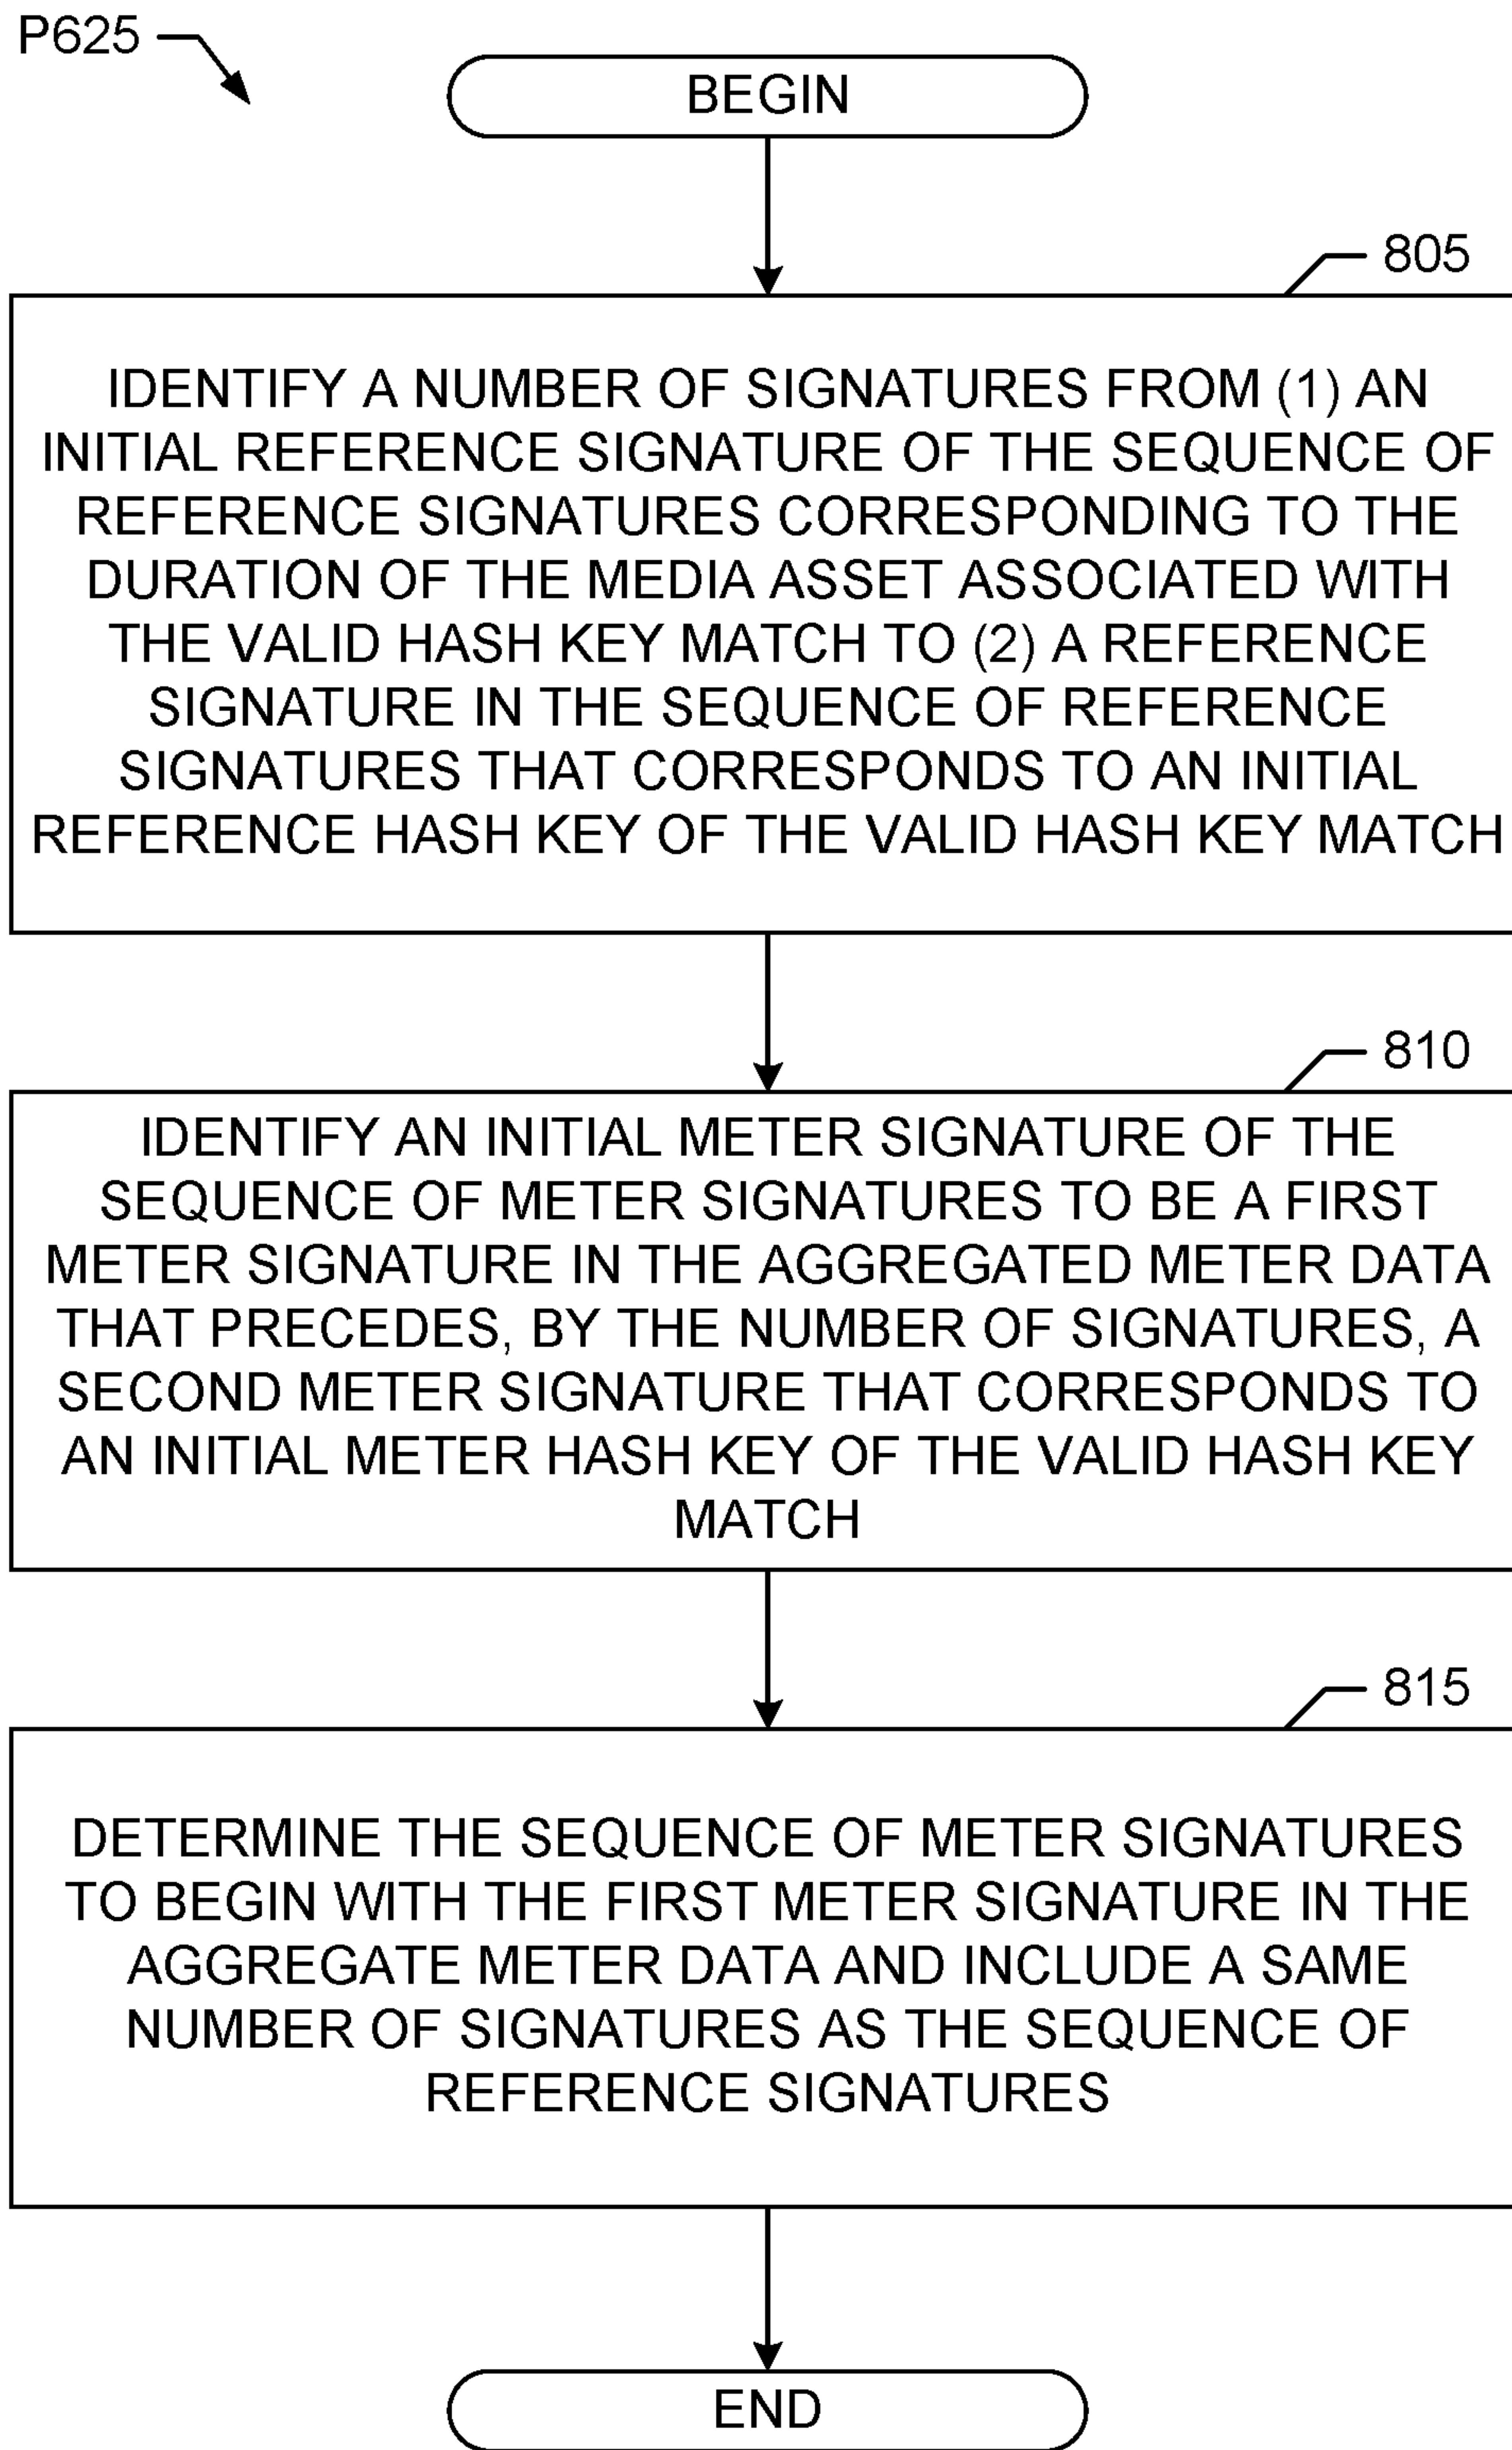 P625
BEGIN
805
IDENTIFY A NUMBER OF SIGNATURES FROM (1) AN
INITIAL REFERENCE SIGNATURE OF THE SEQUENCE OF
REFERENCE SIGNATURES CORRESPONDING TO THE
DURATION OF THE MEDIA ASSET ASSOCIATED WITH
THE VALID HASH KEY MATCH TO (2) A REFERENCE
SIGNATURE IN THE SEQUENCE OF REFERENCE
SIGNATURES THAT CORRESPONDS TO AN INITIAL
REFERENCE HASH KEY OF THE VALID HASH KEY MATCH
810
IDENTIFY AN INITIAL METER SIGNATURE OF THE
SEQUENCE OF METER SIGNATURES TO BE A FIRST
METER SIGNATURE IN THE AGGREGATED METER DATA
THAT PRECEDES, BY THE NUMBER OF SIGNATURES, A
SECOND METER SIGNATURE THAT CORRESPONDS TO
AN INITIAL METER HASH KEY OF THE VALID HASH KEY
MATCH
815
DETERMINE THE SEQUENCE OF METER SIGNATURES
TO BEGIN WITH THE FIRST METER SIGNATURE IN THE
AGGREGATE METER DATA AND INCLUDE A SAME
NUMBER OF SIGNATURES AS THE SEQUENCE OF
REFERENCE SIGNATURES
END